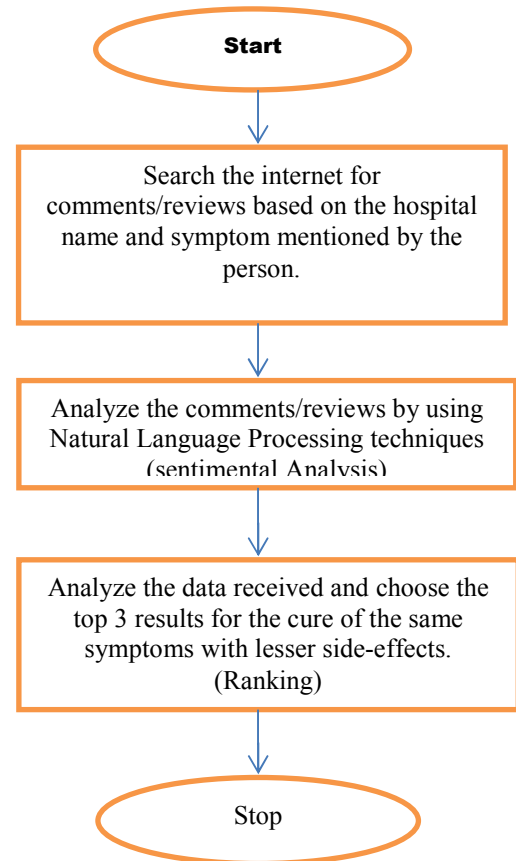 Start
Search the internet for
comments/reviews based on the hospital
name and symptom mentioned by the
person.
Analyze the comments/reviews by using
Natural Language Processing techniques
(sentimental Analysis)
Analyze the data received and choose the
top 3 results for the cure of the same
symptoms with lesser side-effects.
(Ranking)
Stop